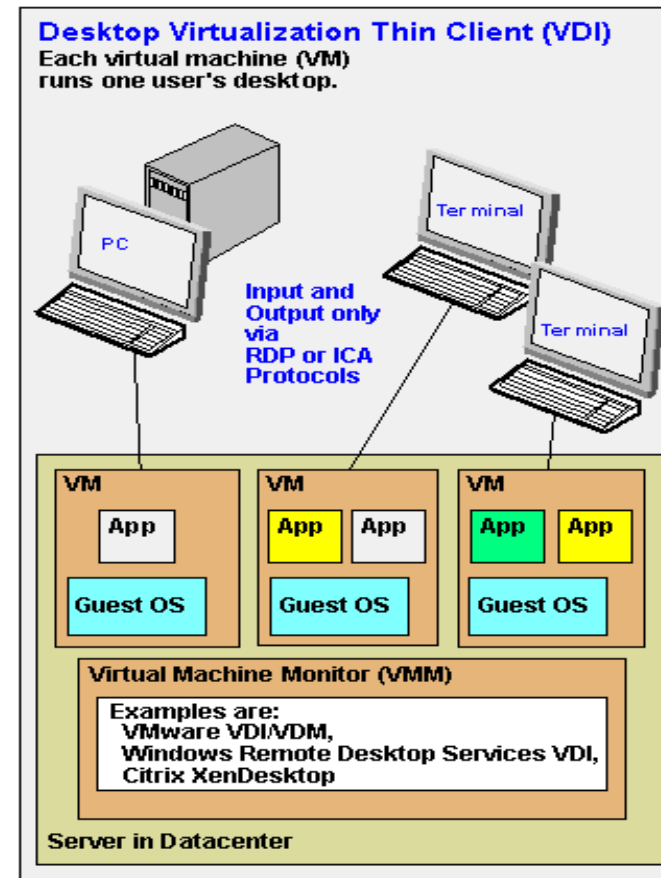 Desktop Virtualization Thin Client (VDI)
Each virtual machine (VM)
runs one user's desktop.
PC
Terminal
Terminal
Input and
Output only
via
RDP or ICA
Protocols
VM
App
Guest OS
VM
App App
Guest OS
VM
App App
Guest OS
Virtual Machine Monitor (VMM)
Examples are:
VMware VDI/VDM,
Windows Remote Desktop Services VDI,
Citrix XenDesktop
Server in Datacenter